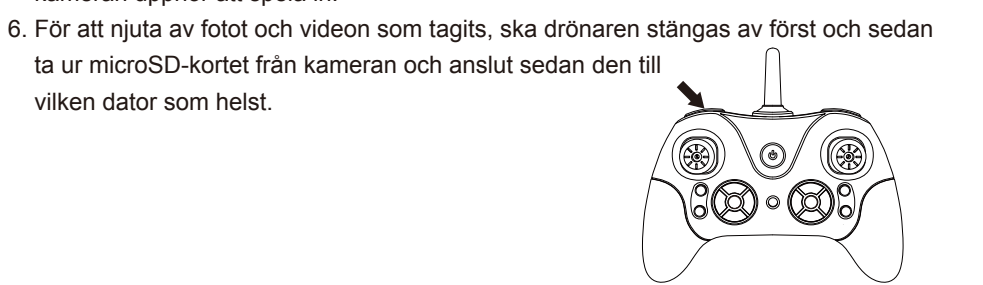 6. För att njuta av fotot och videon som tagits, ska drönaren stängas av först och sedan
ta ur microSD-kortet från kameran och anslut sedan den till
vilken dator som helst.